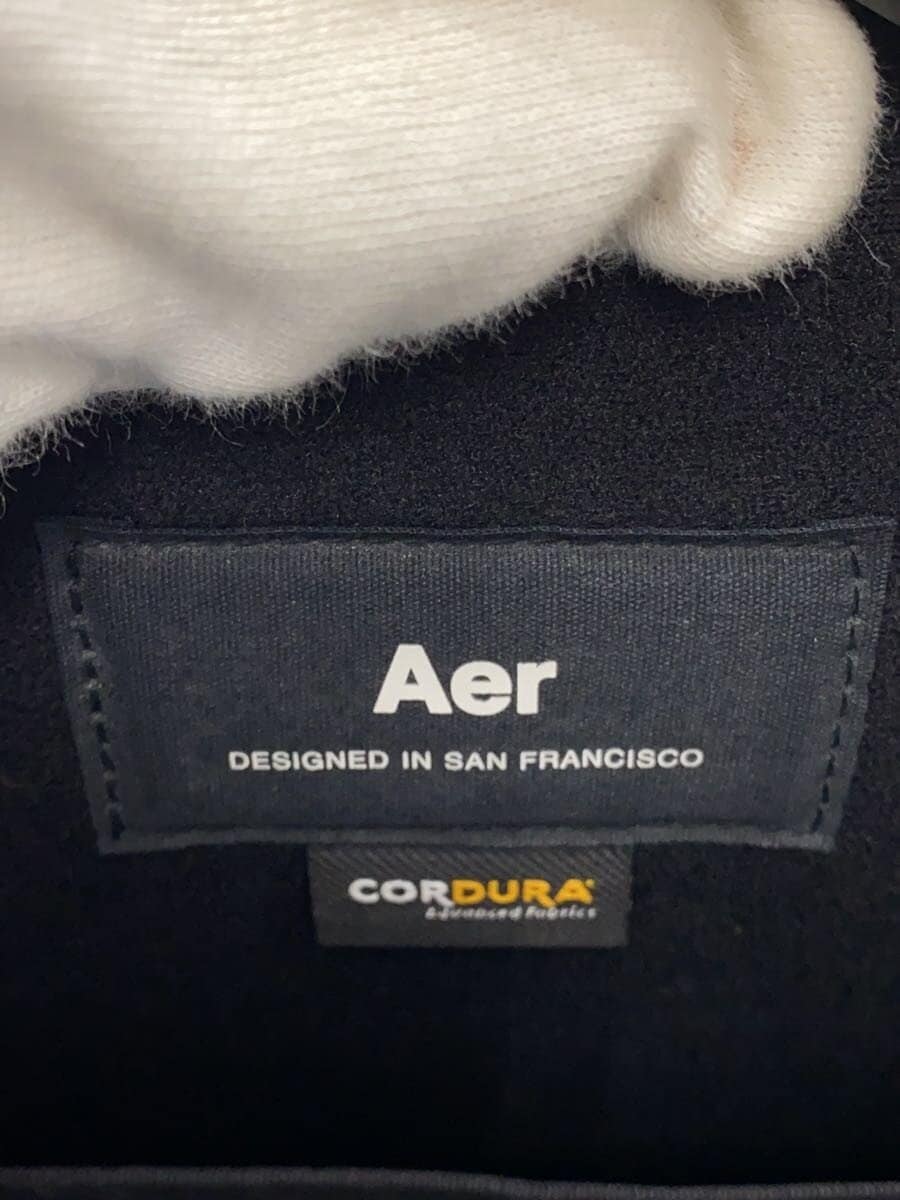 Aer
DESIGNED IN SAN FRANCISCO
CORDURA®
Advanced Fabrics